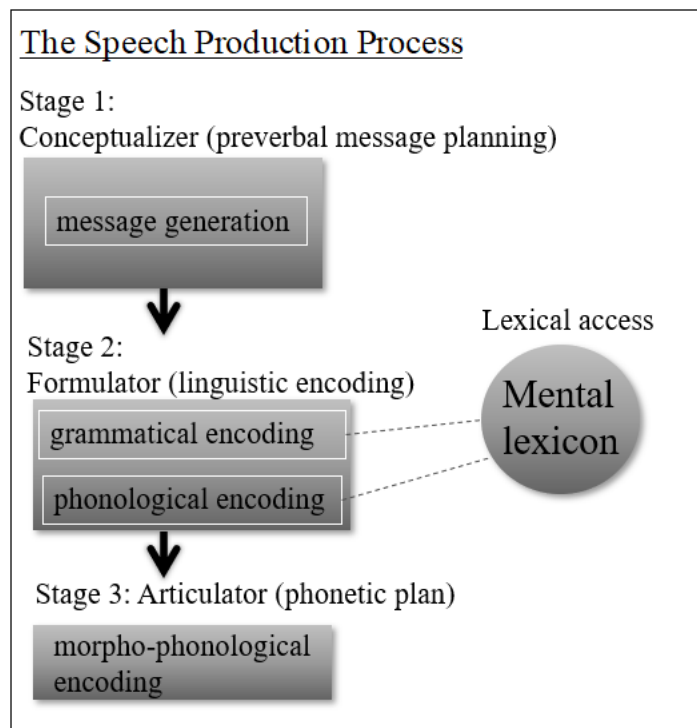 The Speech Production Process
Stage 1:
Conceptualizer (preverbal message planning)
message generation
Lexical access
Stage 2:
Formulator (linguistic encoding)
Mental
lexicon
grammatical encoding
phonological encoding
Stage 3: Articulator (phonetic plan)
morpho-phonological
encoding